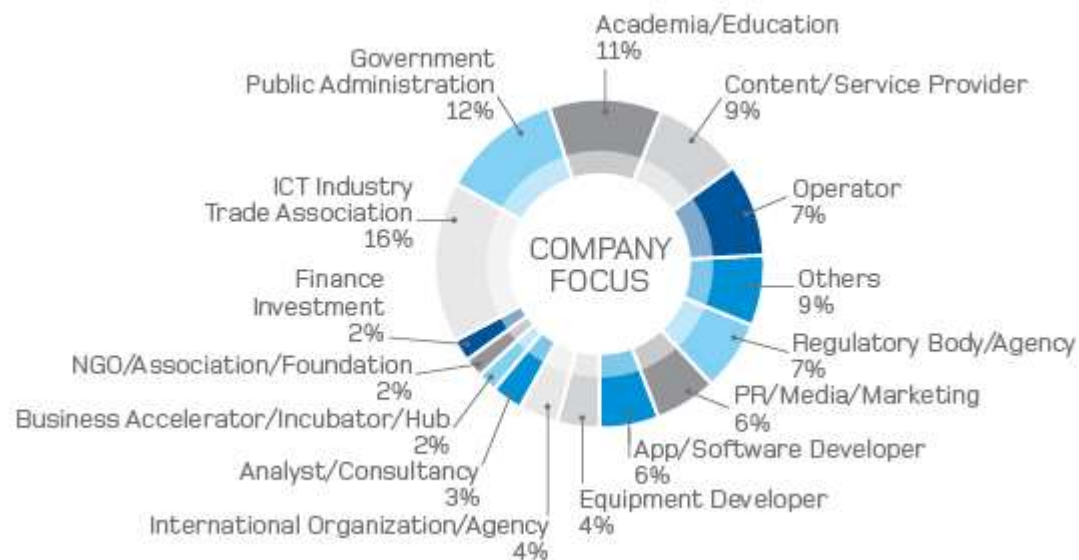 Academia/Education
11%
Content/Service Provider
9%
Operator
7%
Others
9%
Regulatory Body/Agency
7%
PR/Media/Marketing
6%
App/Software Developer
6%
Equipment Developer
4%
International Organization/Agency
4%
Analyst/Consultancy
3%
Business Accelerator/Incubator/Hub
2%
NGO/Association/Foundation
2%
Finance
Investment
2%
ICT Industry
Trade Association
16%
Government
Public Administration
12%
COMPANY
FOCUS